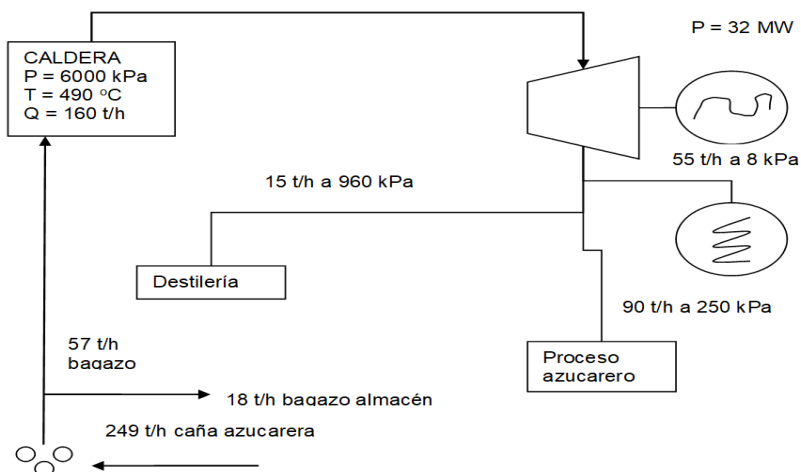 P = 32 MW
CALDERA
P = 6000 kPa
T = 490 ºC
Q = 160 t/h
55 t/h a 8 kPa
15 t/h a 960 kPa
Destilería
90 t/h a 250 kPa
57 t/h
bagazo
Proceso
azucarero
18 t/h bagazo almacén
249 t/h caña azucarera